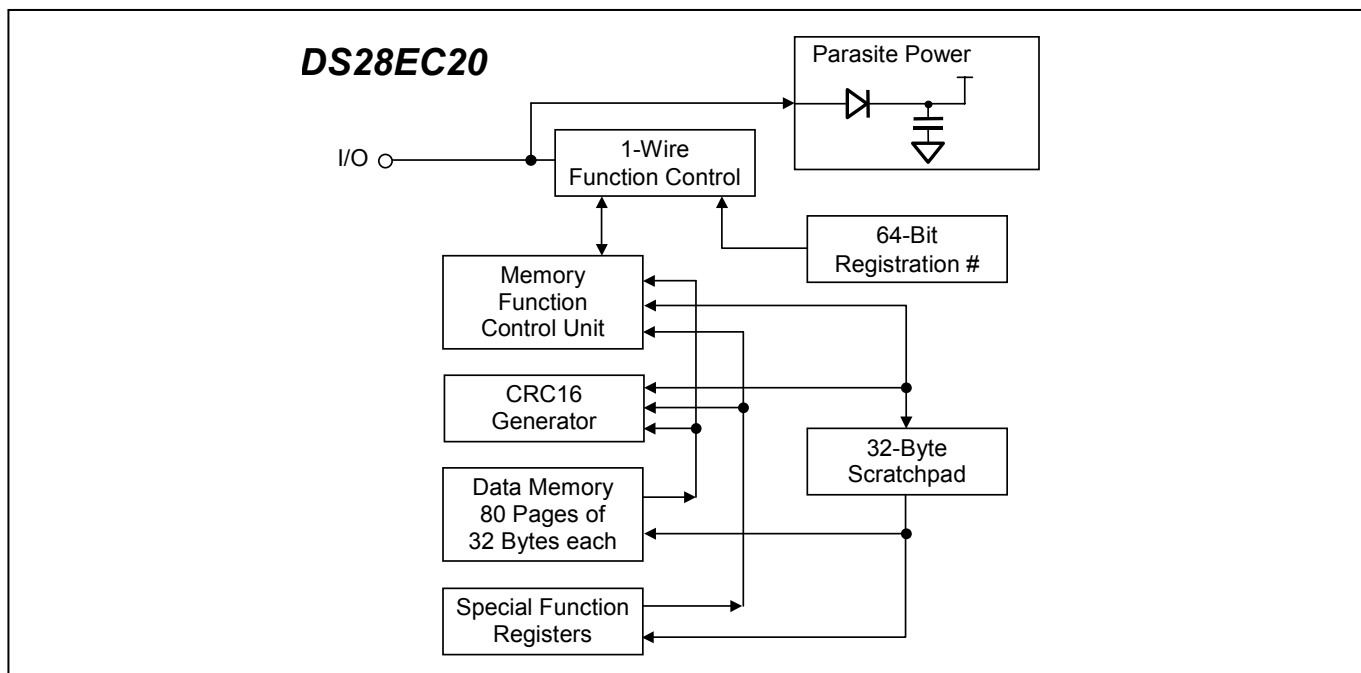 DS28EC20
Parasite Power
I/O
1-Wire
Function Control
64-Bit
Registration #
Memory
Function
Control Unit
CRC16
Generator
32-Byte
Scratchpad
Data Memory
80 Pages of
32 Bytes each
Special Function
Registers